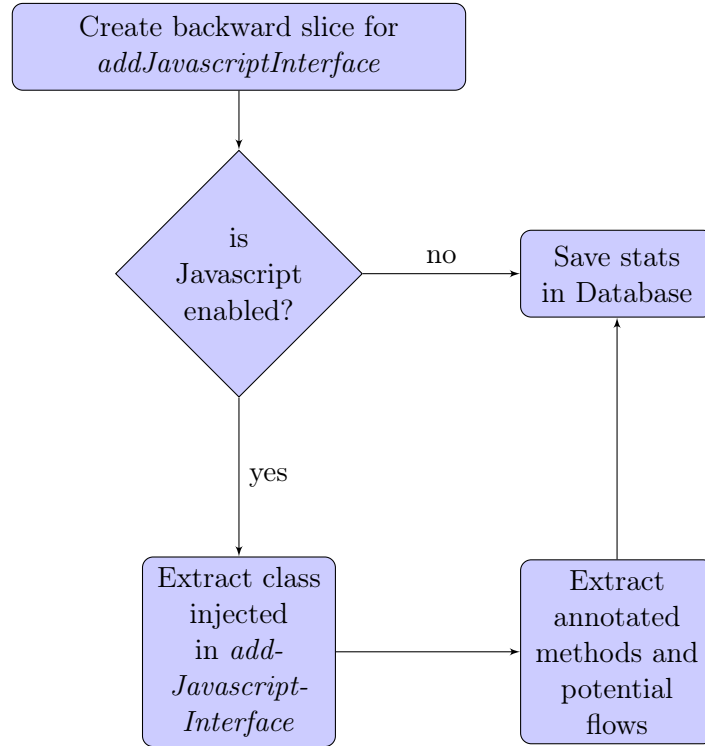 Create backward slice for
addJavascriptInterface
is
Javascript
enabled?
no
Save stats
in Database
yes
Extract class
injected
in add-
Javascript-
Interface
Extract
annotated
methods and
potential
flows